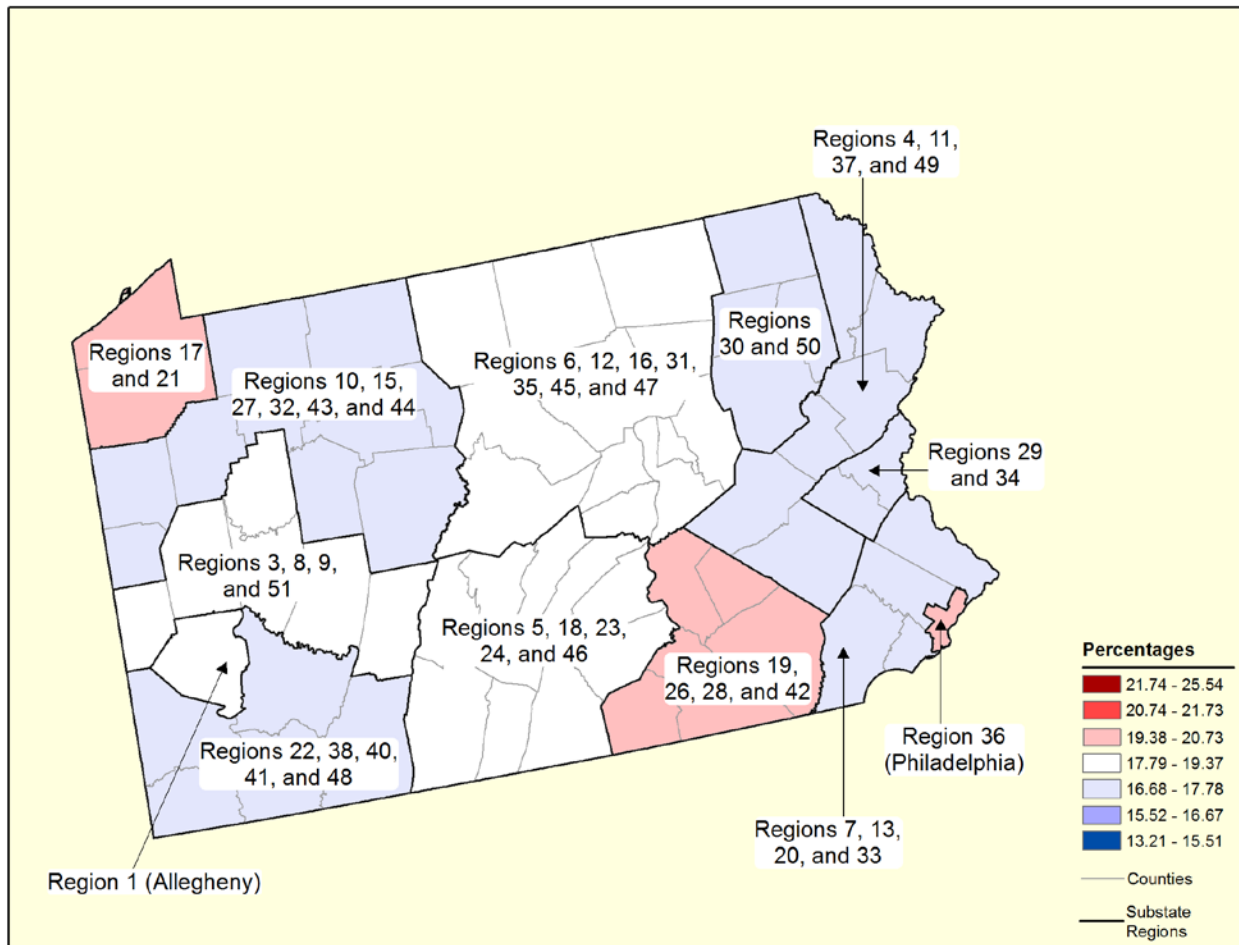 Regions 4, 11,
37, and 49
Regions 17
and 21
Regions 10, 15,
27, 32, 43, and 44
Regions 6, 12, 16, 31,
35, 45, and 47
Regions
30 and 50
Regions 29
and 34
Regions 3, 8, 9,
and 51
Regions 5, 18, 23,
24, and 46
Regions 19,
26, 28, and 42
Regions 22, 38, 40,
41, and 48
Region 36
(Philadelphia)
Regions 7, 13,
20, and 33
Region 1 (Allegheny)
Percentages
21.74 - 25.54
20.74 - 21.73
19.38 - 20.73
17.79 - 19.37
16.68 - 17.78
15.52 - 16.67
13.21 - 15.51
Counties
Substate
Regions